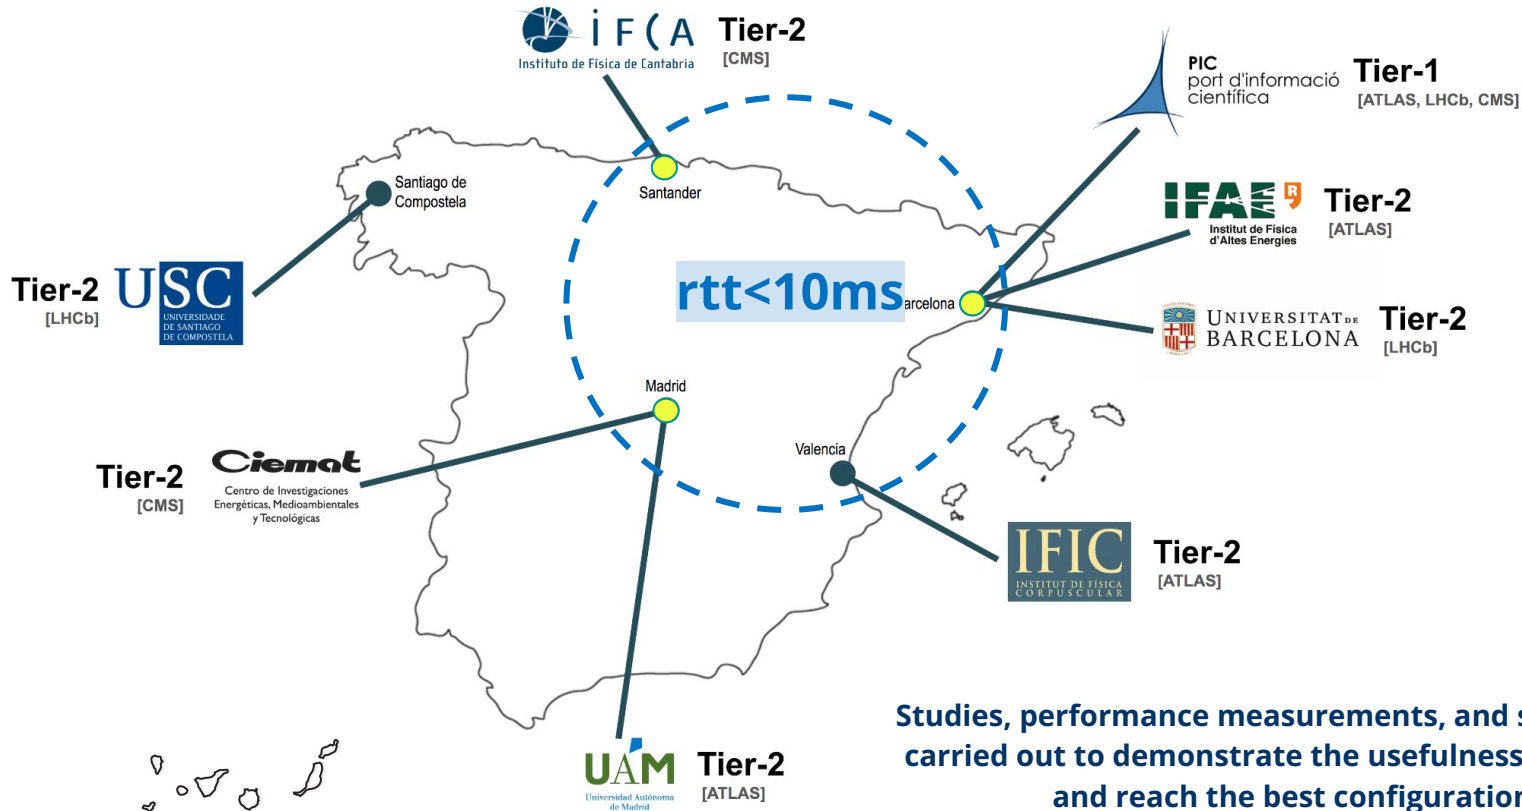 iF(A
Instituto de Física de Cantabria
Tier-2
[CMS]
PIC
port d'informació
científica
Tier-1
[ATLAS, LHCb, CMS]
Santiago de
Compostela
Santander
IFAE R
Institut de Física
d'Altes Energies
Tier-2
[ATLAS]
Tier-2
[LHCb]
USC
UNIVERSIDADE
DE SANTIAGO
DE COMPOSTELA
rtt<10ms
arcelona
UNIVERSITAT DE
BARCELONA
Tier-2
[LHCb]
Madrid
Valencia
Tier-2
[CMS]
Ciemat
Centro de Investigaciones
Energéticas, Medioambientales
y Tecnológicas
IFIC
INSTITUT DE FÍSICA
CORPUSCULAR
Tier-2
[ATLAS]
UAM
Universidad Autónoma
de Madrid
Tier-2
[ATLAS]
Studies, performance measurements, and s
carried out to demonstrate the usefulness
and reach the best configuration